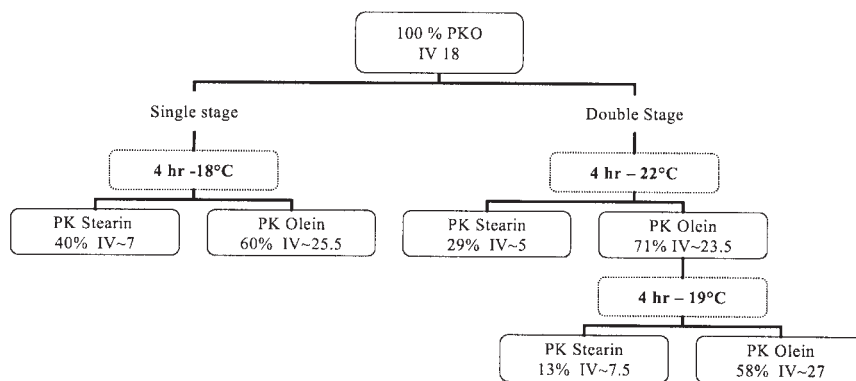 100 % PKO
IV 18
Single stage
Double Stage
4 hr -18°C
4 hr – 22°C
PK Stearin
40% IV~7
PK Olein
60% IV~25.5
PK Stearin
29% IV~5
PK Olein
71% IV~23.5
4 hr – 19°C
PK Stearin
13% IV~7.5
PK Olein
58% IV~27